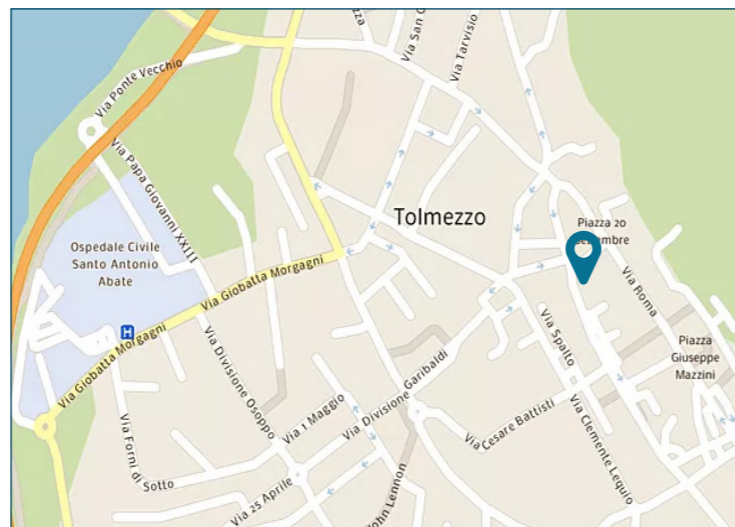 Via San
Via Tarvisio
Via Ponte Vecchio
Via Papa Giovanni XXIII
Tolmezzo
Piazza 20
Ospedale Civile
Santo Antonio
Abate
Via Roma
Via Giobatta Morgagni
H
Via Giobatta Morgagni
Via Spalto
Piazza
Giuseppe
Mazzini
Via Divisione Osoppo
Via Divisione Garibaldi
Via 1 Maggio
Via Cesare Battisti
Via Forni di Sotto
Via Clemente Lequio
Via 25 Aprile
John Lennon